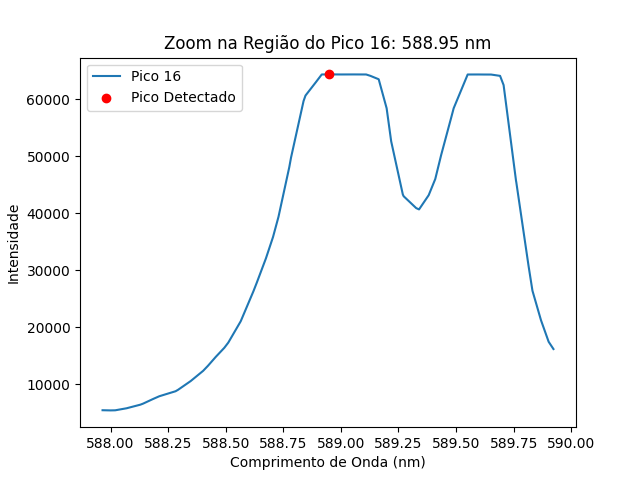 Zoom na Região do Pico 16: 588.95 nm
Pico 16
Pico Detectado
Intensidade
60000
50000
40000
30000
20000
10000
588.00 588.25 588.50 588.75 589.00 589.25 589.50 589.75 590.00
Comprimento de Onda (nm)